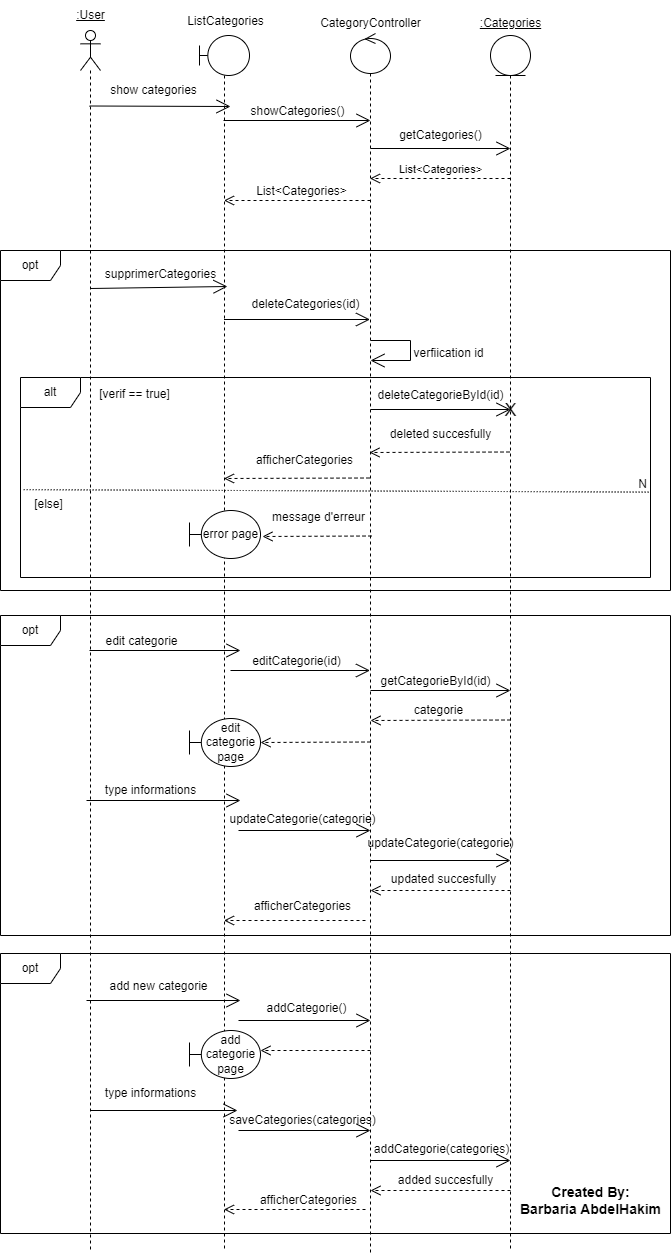 :User
ListCategories
CategoryController
:Categories
show categories
showCategories()
getCategories()
List<Categories>
List<Categories>
opt
supprimerCategories
deleteCategories(id)
verfiication id
alt
[verif == true]
deleteCategorieById(id)
X
deleted succesfully
afficherCategories
N
[else]
message d'erreur
error page
opt
edit categorie
editCategorie(id)
getCategorieById(id)
categorie
edit
categorie
page
type informations
updateCategorie(categorie)
updateCategorie(categorie)
updated succesfully
afficherCategories
opt
add new categorie
addCategorie()
add
categorie
page
type informations
saveCategories(categories)
addCategorie(categories)
added succesfully
afficherCategories
Created By:
Barbaria AbdelHakim